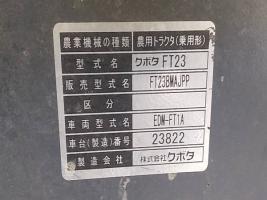 農業機械の種類 農用トラクタ(乗用形)
型式名 クボタ FT23
販売型式名 FT23BMAJPP
区分
車両型式名 EDM-FT1A
車台(製造)番号 23822
製造会社 株式会社クボタ